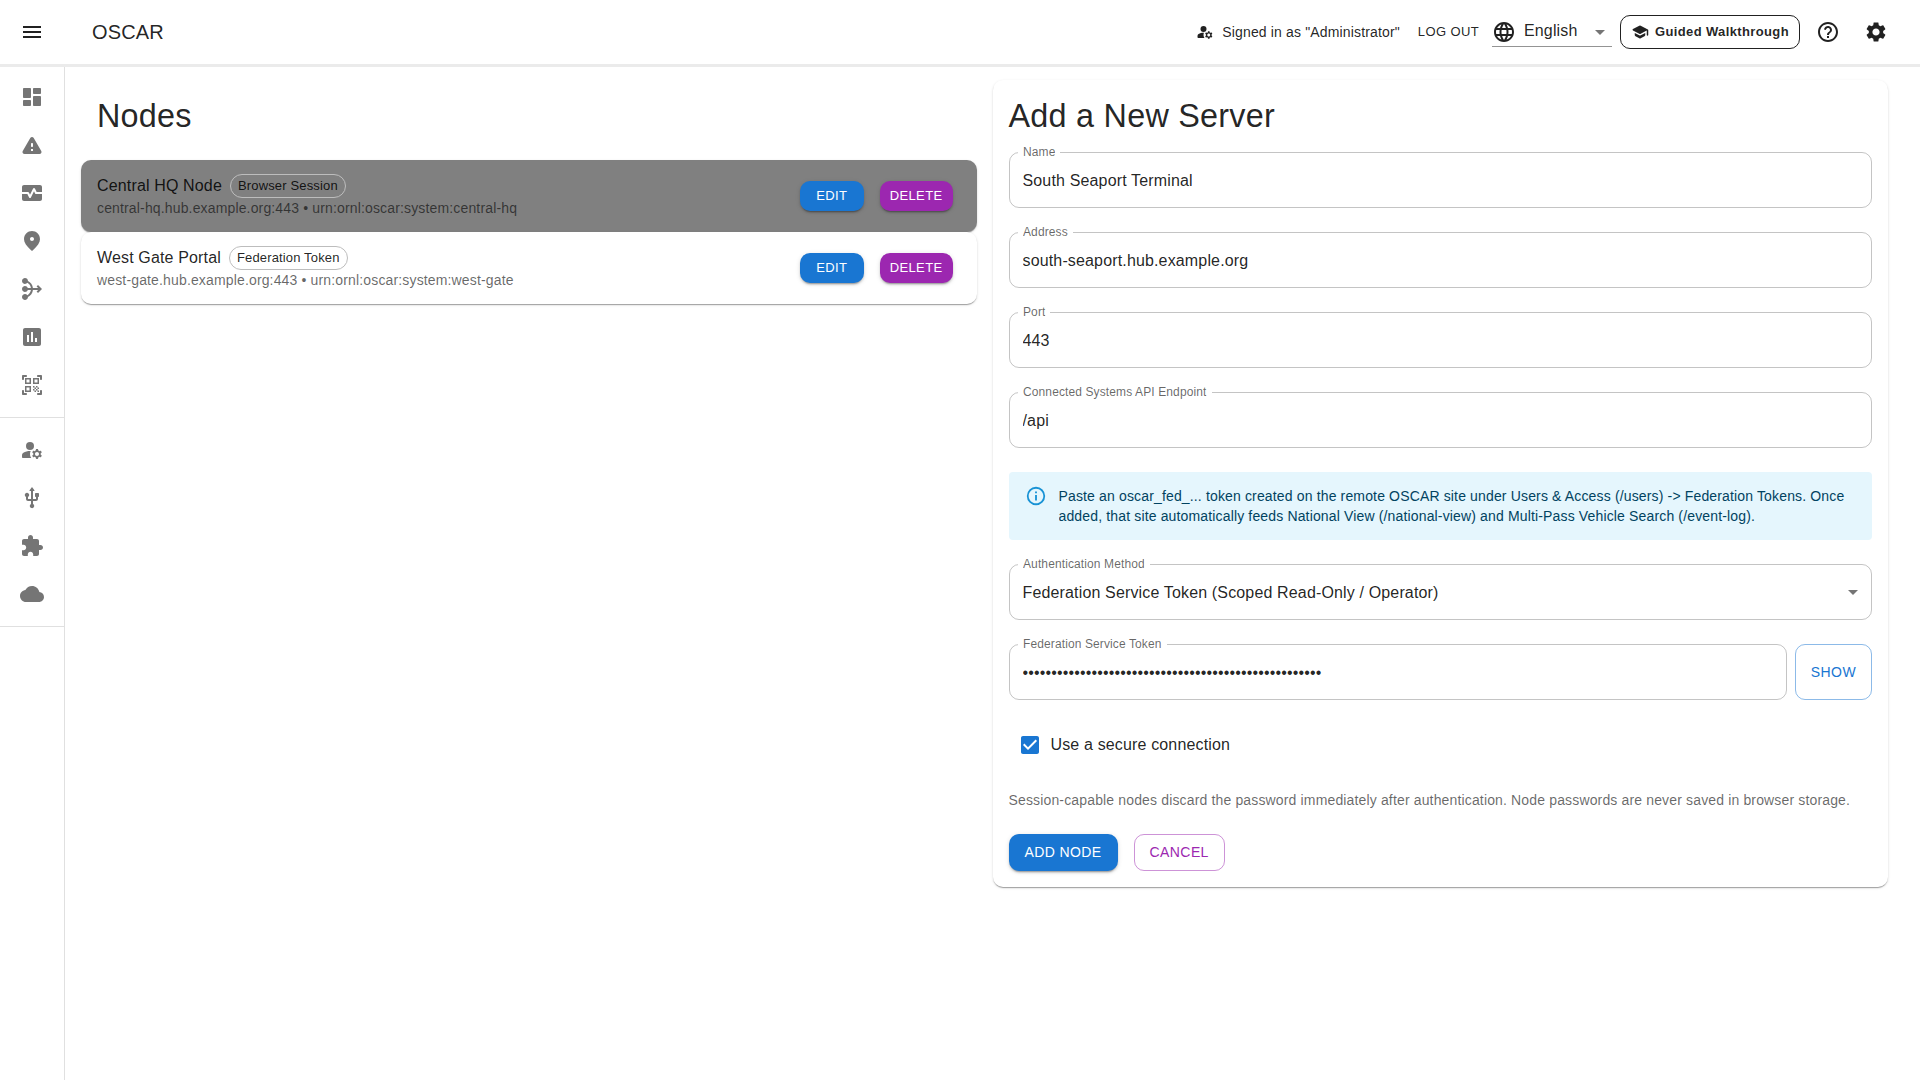 OSCAR
Signed in as "Administrator"
LOG OUT
English
Guided Walkthrough
Nodes
Central HQ Node
Browser Session
central-hq.hub.example.org:443 • urn:ornl:oscar:system:central-hq
EDIT
DELETE
West Gate Portal
Federation Token
west-gate.hub.example.org:443 • urn:ornl:oscar:system:west-gate
EDIT
DELETE
Add a New Server
Name
South Seaport Terminal
Address
south-seaport.hub.example.org
Port
443
Connected Systems API Endpoint
/api
Paste an oscar_fed_... token created on the remote OSCAR site under Users & Access (/users) -> Federation Tokens. Once
added, that site automatically feeds National View (/national-view) and Multi-Pass Vehicle Search (/event-log).
Authentication Method
Federation Service Token (Scoped Read-Only / Operator)
Federation Service Token
••••••••••••••••••••••••••••••••••••••••••••••••••••
SHOW
Use a secure connection
Session-capable nodes discard the password immediately after authentication. Node passwords are never saved in browser storage.
ADD NODE
CANCEL